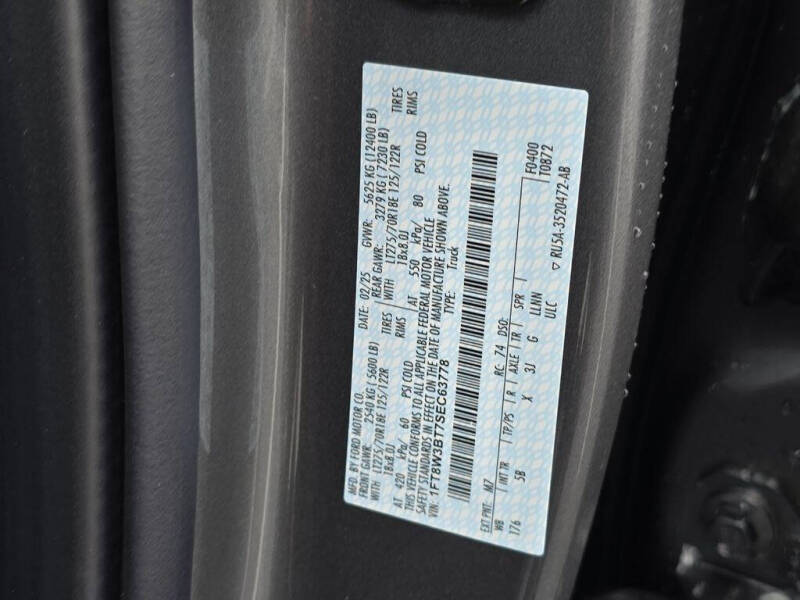 MFD. BY FORD MOTOR CO.
DATE: 02/25 GVWR: 5625 KG (12400 LB)
FRONT GAWR: 2540 KG (5600 LB) REAR GAWR: 3279 KG (7230 LB)
WITH LT275/70R18E 125/122R TIRES WITH LT275/70R18E 125/122R TIRES
18x8.0J RIMS 18x8.0J RIMS
AT 420 kPa/ 60 PSI COLD AT 550 kPa/ 80 PSI COLD
THIS VEHICLE CONFORMS TO ALL APPLICABLE FEDERAL MOTOR VEHICLE
SAFETY STANDARDS IN EFFECT ON THE DATE OF MANUFACTURE SHOWN ABOVE.
VIN: 1FT8W3BT7SEC63778 TYPE: Truck
EXT PNT: M7 RC: 74 DSO: F0400
WB INT TR TP/PS R AXLE TR SPR T0872
176 5B X 3J G LLMN
ULC ▽ RU5A-3520472-AB